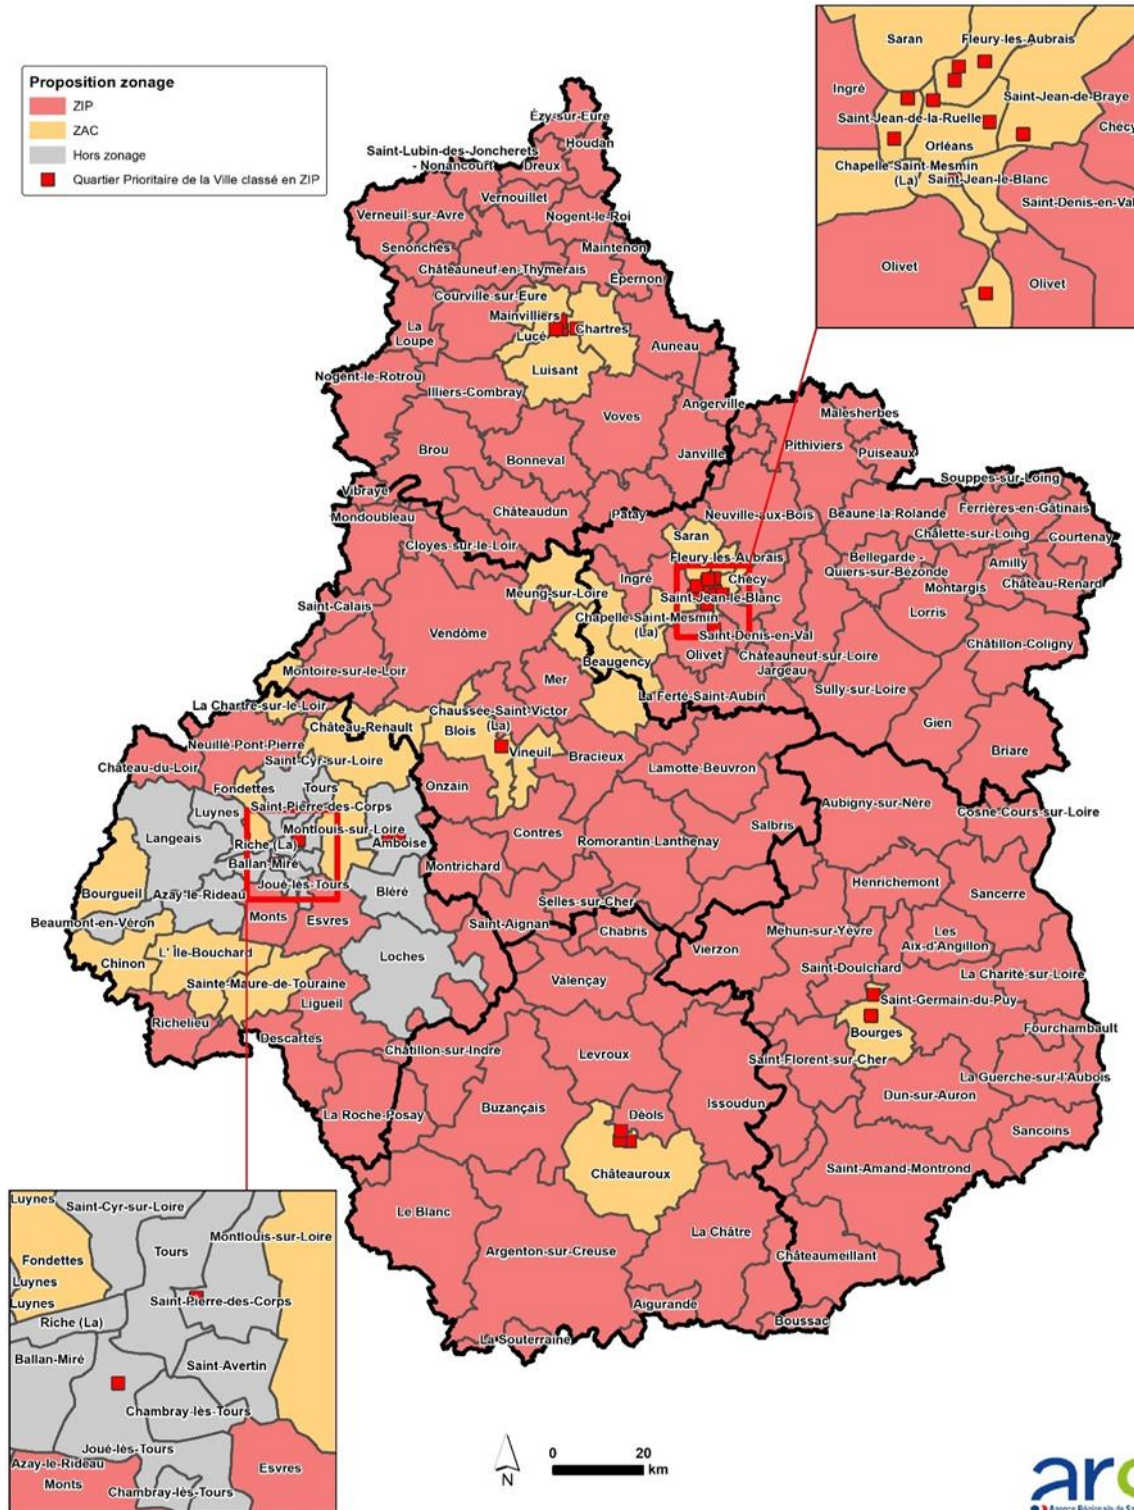 Proposition zonage
ZIP
ZAC
Hors zonage
Quartier Prioritaire de la Ville classé en ZIP
Saran
Fleury-les-Aubrais
Ingré
Saint-Jean-de-Braye
Chécy
Saint-Jean-de-la-Ruelle
Orléans
Chapelle-Saint-Mesmin
(La)
Saint-Jean-le-Blanc
Saint-Denis-en-Val
Olivet
Olivet
Ézy-sur-Eure
Houdan
Saint-Lubin-des-Joncherets
- Nonancourt
Dreux
Vernouillet
Verneuil-sur-Avre
Nogent-le-Roi
Senonches
Maintenon
Châteauneuf-en-Thymerais
Épernon
Courville-sur-Eure
Mainvilliers
La
Loupe
Lucé
Chartres
Auneau
Luisant
Nogent-le-Rotrou
Illiers-Combray
Angerville
Voves
Malesherbes
Brou
Janville
Pithiviers
Puiseaux
Bonneval
Vibraye
Souppes-sur-Loing
Mondoubleau
Châteaudun
Patay
Neuville-aux-Bois
Beaune-la-Rolande
Ferrières-en-Gâtinais
Saran
Châlette-sur-Loing
Courtenay
Cloyes-sur-le-Loir
Fleury-les-Aubrais
Bellegarde -
Quiers-sur-Bézonde
Amilly
Ingré
Chécy
Château-Renard
Meung-sur-Loire
Montargis
Saint-Jean-le-Blanc
Saint-Calais
Chapelle-Saint-Mesmin
(La)
Lorris
Vendôme
Saint-Denis-en-Val
Châtillon-Coligny
Olivet
Châteauneuf-sur-Loire
Beaugency
Jargeau
Montoire-sur-le-Loir
Mer
Sully-sur-Loire
La Ferté-Saint-Aubin
La Chartre-sur-le-Loir
Chaussée-Saint-Victor
(La)
Gien
Château-Renault
Blois
Neuillé-Pont-Pierre
Vineuil
Bracieux
Briare
Saint-Cyr-sur-Loire
Château-du-Loir
Lamotte-Beuvron
Fondettes
Tours
Onzain
Aubigny-sur-Nère
Luynes
Saint-Pierre-des-Corps
Cosne-Cours-sur-Loire
Langeais
Montlouis-sur-Loire
Contres
Salbris
Riche (La)
Amboise
Romorantin-Lanthenay
Ballan-Miré
Montrichard
Bourgueil
Azay-le-Rideau
Joué-lès-Tours
Bléré
Henrichemont
Sancerre
Beaumont-en-Véron
Monts
Esvres
Selles-sur-Cher
Saint-Aignan
Chabris
Mehun-sur-Yèvre
Les
Aix-d'Angillon
Vierzon
L' Île-Bouchard
Loches
Chinon
Valençay
Saint-Doulchard
La Charité-sur-Loire
Sainte-Maure-de-Touraine
Ligueil
Saint-Germain-du-Puy
Richelieu
Bourges
Fourchambault
Descartes
Châtillon-sur-Indre
Levroux
Saint-Florent-sur-Cher
La Guerche-sur-l'Aubois
Dun-sur-Auron
La Roche-Posay
Buzançais
Déols
Issoudun
Sancoins
Châteauroux
Saint-Amand-Montrond
Le Blanc
La Châtre
Argenton-sur-Creuse
Châteaumeillant
Aigurande
Boussac
La Souterraine
Luynes
Saint-Cyr-sur-Loire
Tours
Montlouis-sur-Loire
Fondettes
Luynes
Luynes
Saint-Pierre-des-Corps
Riche (La)
Ballan-Miré
Saint-Avertin
Chambray-lès-Tours
Joué-lès-Tours
Azay-le-Rideau
Monts
Esvres
Chambray-lès-Tours
N
0 20
km
Agence Régionale de